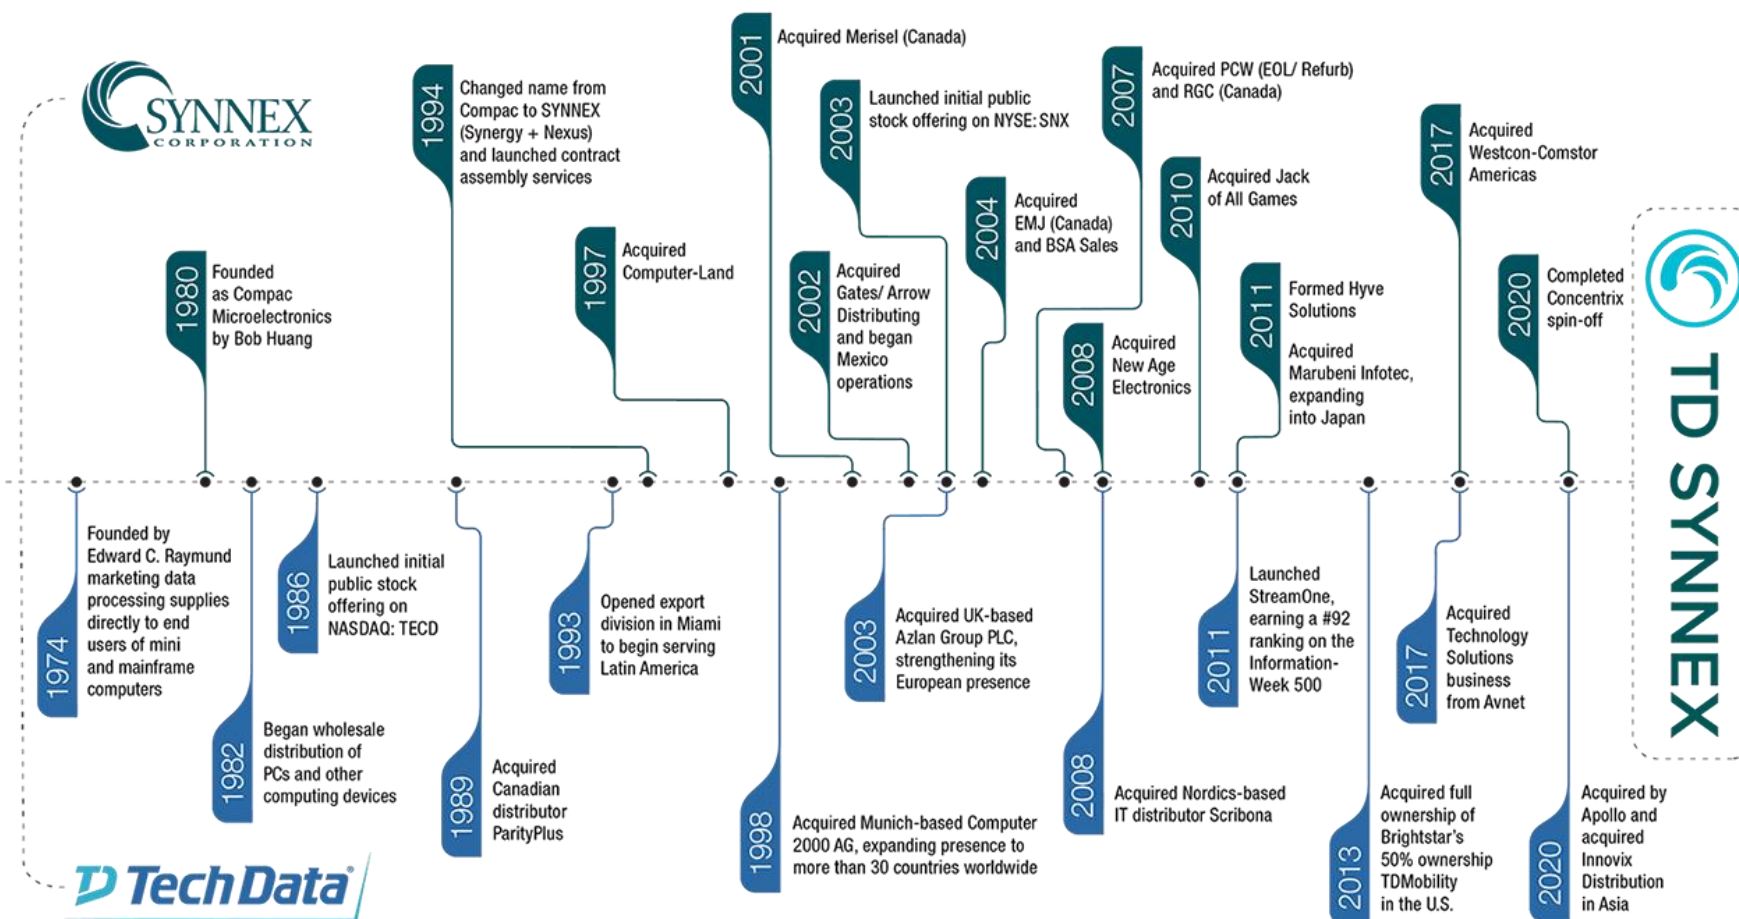 SYNNEX
CORPORATION
1980
Founded
as Compac
Microelectronics
by Bob Huang
1994
Changed name from
Compac to SYNNEX
(Synergy + Nexus)
and launched contract
assembly services
1997
Acquired
Computer-Land
2001
Acquired Merisel (Canada)
2002
Acquired
Gates/ Arrow
Distributing
and began
Mexico
operations
2003
Launched initial public
stock offering on NYSE: SNX
2004
Acquired
EMJ (Canada)
and BSA Sales
2007
Acquired PCW (EOL/ Refurb)
and RGC (Canada)
2008
Acquired
New Age
Electronics
2010
Acquired Jack
of All Games
2011
Formed Hyve
Solutions
Acquired
Marubeni Infotec,
expanding
into Japan
2017
Acquired
Westcon-Comstor
Americas
2020
Completed
Concentrix
spin-off
TD SYNNEX
1974
Founded by
Edward C. Raymund
marketing data
processing supplies
directly to end
users of mini
and mainframe
computers
1982
Began wholesale
distribution of
PCs and other
computing devices
1986
Launched initial
public stock
offering on
NASDAQ: TECD
1989
Acquired
Canadian
distributor
ParityPlus
1993
Opened export
division in Miami
to begin serving
Latin America
1998
Acquired Munich-based Computer
2000 AG, expanding presence to
more than 30 countries worldwide
2003
Acquired UK-based
Azlan Group PLC,
strengthening its
European presence
2008
Acquired Nordics-based
IT distributor Scribona
2011
Launched
StreamOne,
earning a #92
ranking on the
Information-
Week 500
2013
Acquired full
ownership of
Brightstar's
50% ownership
TDMobility
in the U.S.
2017
Acquired
Technology
Solutions
business
from Avnet
2020
Acquired by
Apollo and
acquired
Innovix
Distribution
in Asia
TD Tech Data®